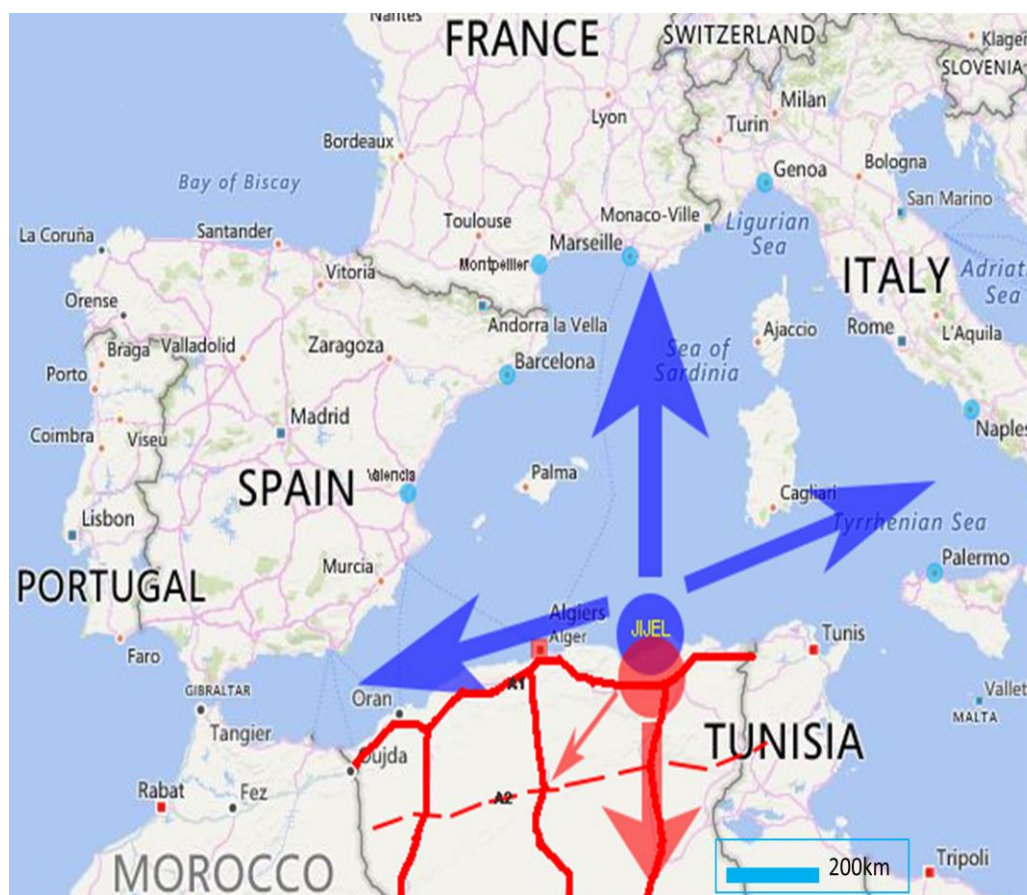 Nantes
FRANCE
SWITZERLAND
Klager
SLOVENIA
Lyon
Milan
Turin
Bordeaux
Genoa
Bologna
Bay of Biscay
San Marino
Toulouse
Monaco-Ville
Ligurian
Sea
La Coruña
Santander
Marseille
Montpellier
Vitoria
ITALY
Adriati
Sea
Orense
Andorra la Vella
Ajaccio
Rome
L'Aquila
Braga
Valladolid
Zaragoza
Sea of
Sardinia
Porto
Barcelona
Madrid
Naples
Coimbra
Viseu
Valencia
Palma
SPAIN
Cagliari
Lisbon
Tyrrhenian Sea
Murcia
Palermo
PORTUGAL
Algiers
Alger
JIJEL
Tunis
Faro
A1
GIBRALTAR
Oran
Vallet
MALTA
Tangier
TUNISIA
Oujda
Rabat
Fez
A2
MOROCCO
200km
Tripoli